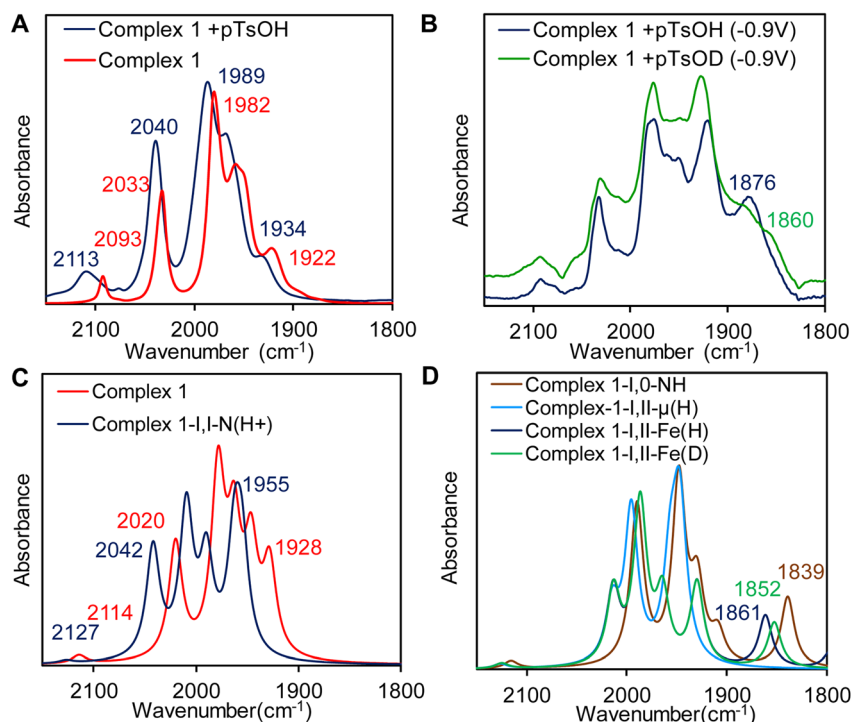 A
Complex 1 +pTsOH
Complex 1
1989
1982
2040
2033
2093
2113
1934
1922
Absorbance
2100
2000
1900
1800
Wavenumber (cm-1)
B
Complex 1 +pTsOH (-0.9V)
Complex 1 +pTsOD (-0.9V)
1876
1860
Absorbance
2100
2000
1900
1800
Wavenumber (cm-1)
C
Complex 1
Complex 1-I,I-N(H+)
1955
2020
2042
1928
2114
2127
Absorbance
2100
2000
1900
1800
Wavenumber(cm-1)
D
Complex 1-I,0-NH
Complex-1-I,II-μ(H)
Complex 1-I,II-Fe(H)
Complex 1-I,II-Fe(D)
1839
1852
1861
Absorbance
2100
2000
1900
1800
Wavenumber(cm-1)